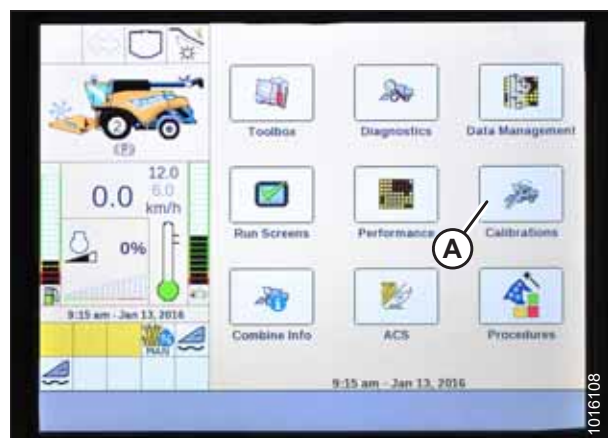 2
(P)
12.0
0.0
6.0
km/h
0%
9:15 am - Jan 13, 2016
MAN
Toolbox
Diagnostics
Data Management
Run Screens
Performance
Calibrations
A
Combine Info
ACS
Procedures
9:15 am - Jan 13, 2016
1016108